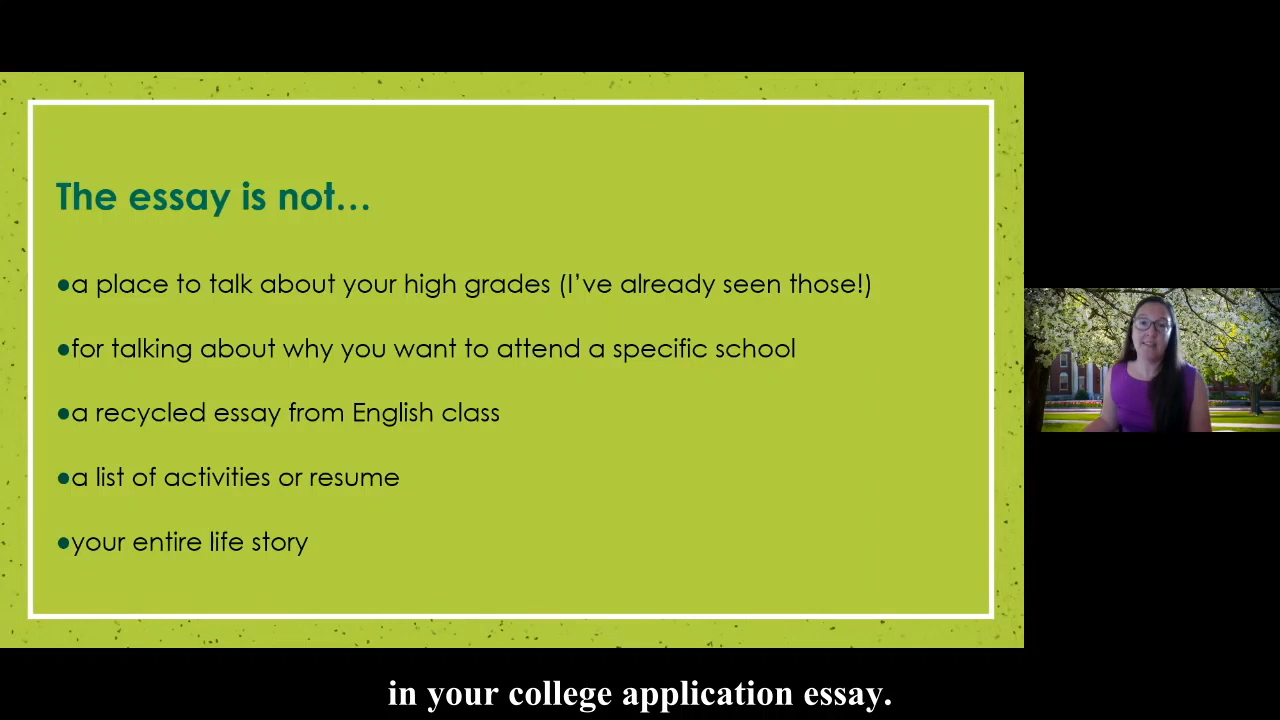 The essay is not…
●a place to talk about your high grades (I’ve already seen those!)
●for talking about why you want to attend a specific school
●a recycled essay from English class
●a list of activities or resume
●your entire life story
in your college application essay.